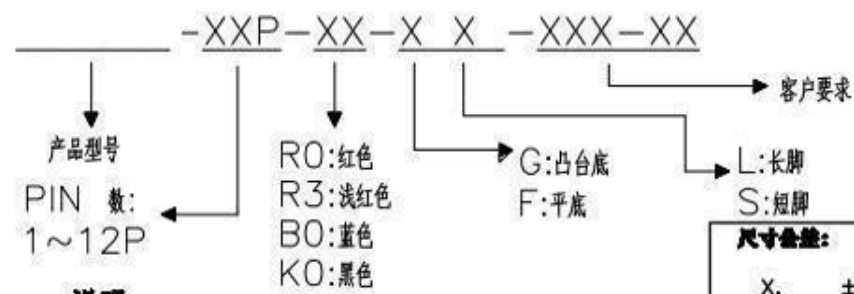 -XXP-XX-X X -XXX-XX
客户要求
产品型号
PIN 数:
1~12P
R0:红色
R3:浅红色
B0:蓝色
K0:黑色
G:凸台底
F:平底
L:长脚
S:短脚
尺寸公差:
X. ±